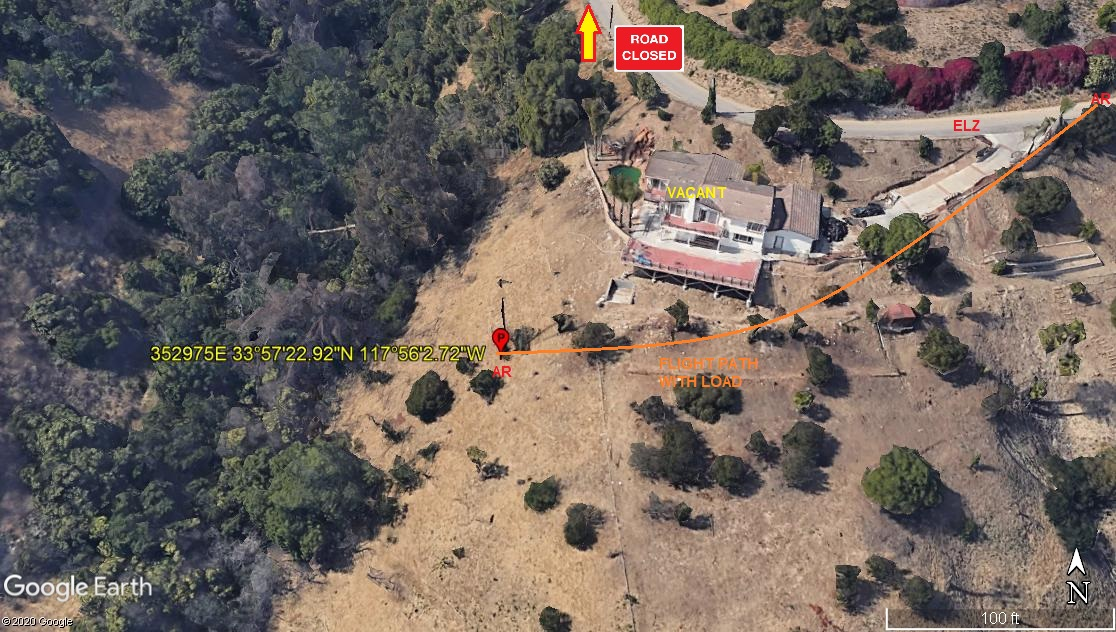 ROAD
CLOSED
AR
ELZ
VACANT
P
352975E 33°57'22.92"N 117°56'2.72"W
AR
FLIGHT PATH
WITH LOAD
Google Earth
N
©2020 Google
100 ft